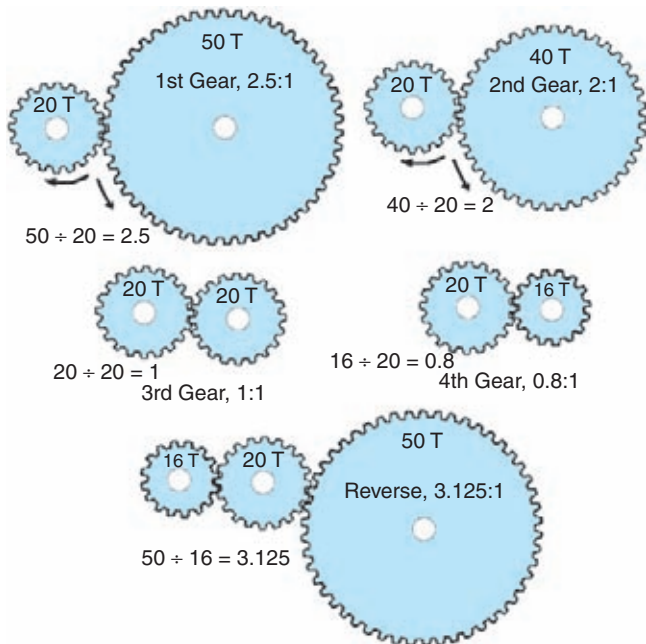 50 T
1st Gear, 2.5:1
20 T
50 ÷ 20 = 2.5
40 T
2nd Gear, 2:1
20 T
40 ÷ 20 = 2
20 T
20 T
20 ÷ 20 = 1
3rd Gear, 1:1
20 T
16 T
16 ÷ 20 = 0.8
4th Gear, 0.8:1
16 T
20 T
50 T
Reverse, 3.125:1
50 ÷ 16 = 3.125